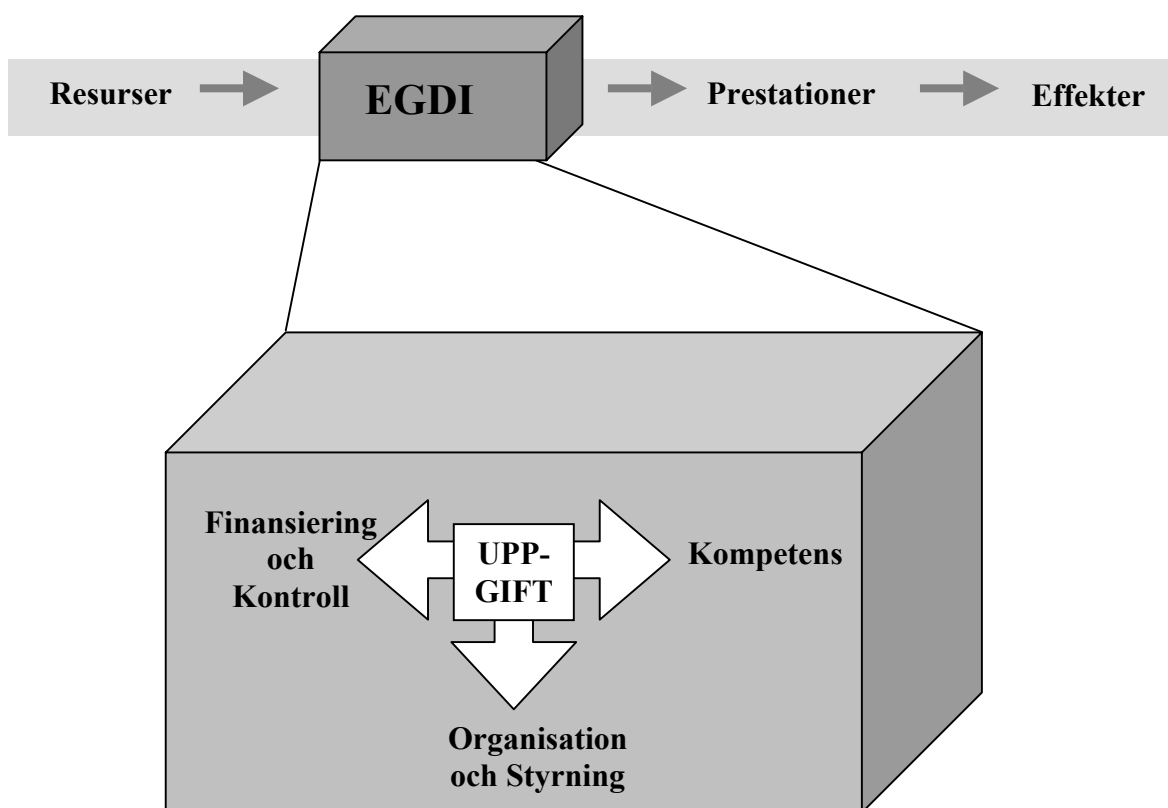 Resurser
EGDI
Prestationer
Effekter
Finansiering
och
Kontroll
UPP-
GIFT
Kompetens
Organisation
och Styrning